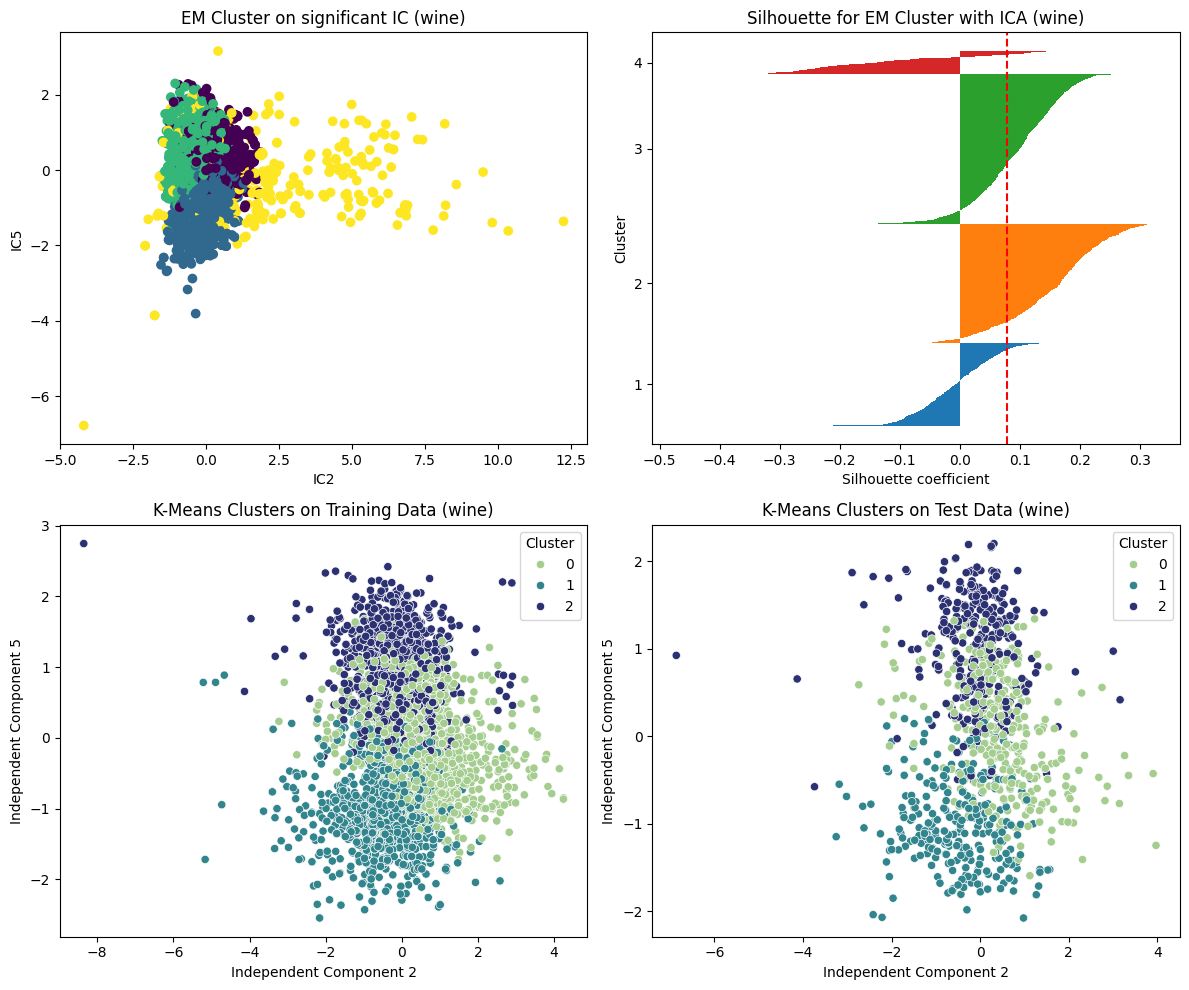 EM Cluster on significant IC (wine)
2
0
−2
−4
−6
IC5
−5.0 −2.5 0.0 2.5 5.0 7.5 10.0 12.5
IC2
Silhouette for EM Cluster with ICA (wine)
4
3
2
1
Cluster
−0.5 −0.4 −0.3 −0.2 −0.1 0.0 0.1 0.2 0.3
Silhouette coefficient
K-Means Clusters on Training Data (wine)
3
2
1
0
−1
−2
Independent Component 5
Cluster
0
1
2
−8 −6 −4 −2 0 2 4
Independent Component 2
K-Means Clusters on Test Data (wine)
2
1
0
−1
−2
Independent Component 5
Cluster
0
1
2
−6 −4 −2 0 2 4
Independent Component 2